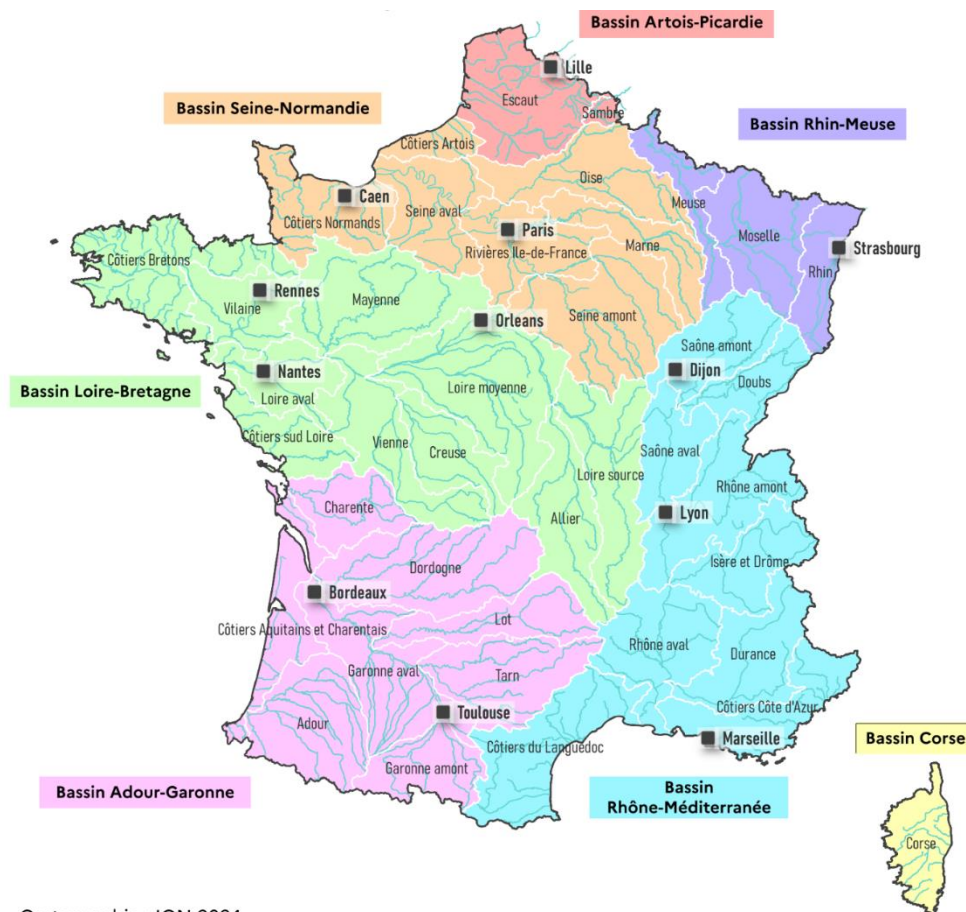 Bassin Artois-Picardie
Lille
Escaut
Sambre
Bassin Seine-Normandie
Bassin Rhin-Meuse
Côtiers Artois
Oise
Caen
Meuse
Seine aval
Côtiers Normands
Paris
Moselle
Marne
Strasbourg
Rivières Ile-de-France
Côtiers Bretons
Rhin
Rennes
Mayenne
Vilaine
Orleans
Seine amont
Saône amont
Nantes
Dijon
Bassin Loire-Bretagne
Loire moyenne
Doubs
Loire aval
Côtiers sud Loire
Vienne
Creuse
Saône aval
Loire source
Rhône amont
Charente
Allier
Lyon
Isère et Drôme
Dordogne
Bordeaux
Lot
Côtiers Aquitains et Charentais
Rhône aval
Durance
Garonne aval
Tarn
Côtiers Côte d'Azur
Toulouse
Adour
Marseille
Bassin Corse
Côtiers du Languedoc
Garonne amont
Bassin Adour-Garonne
Bassin
Rhône-Méditerranée
Corse